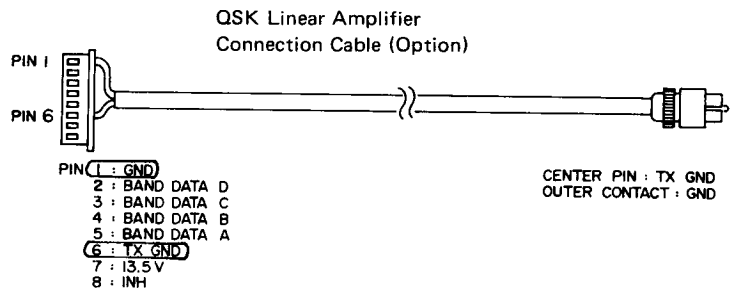 QSK Linear Amplifier
Connection Cable (Option)
PIN 1
PIN 6
PIN 1 : GND
2 : BAND DATA D
3 : BAND DATA C
4 : BAND DATA B
5 : BAND DATA A
6 : TX GND
7 : 13.5V
8 : INH
CENTER PIN : TX GND
OUTER CONTACT : GND